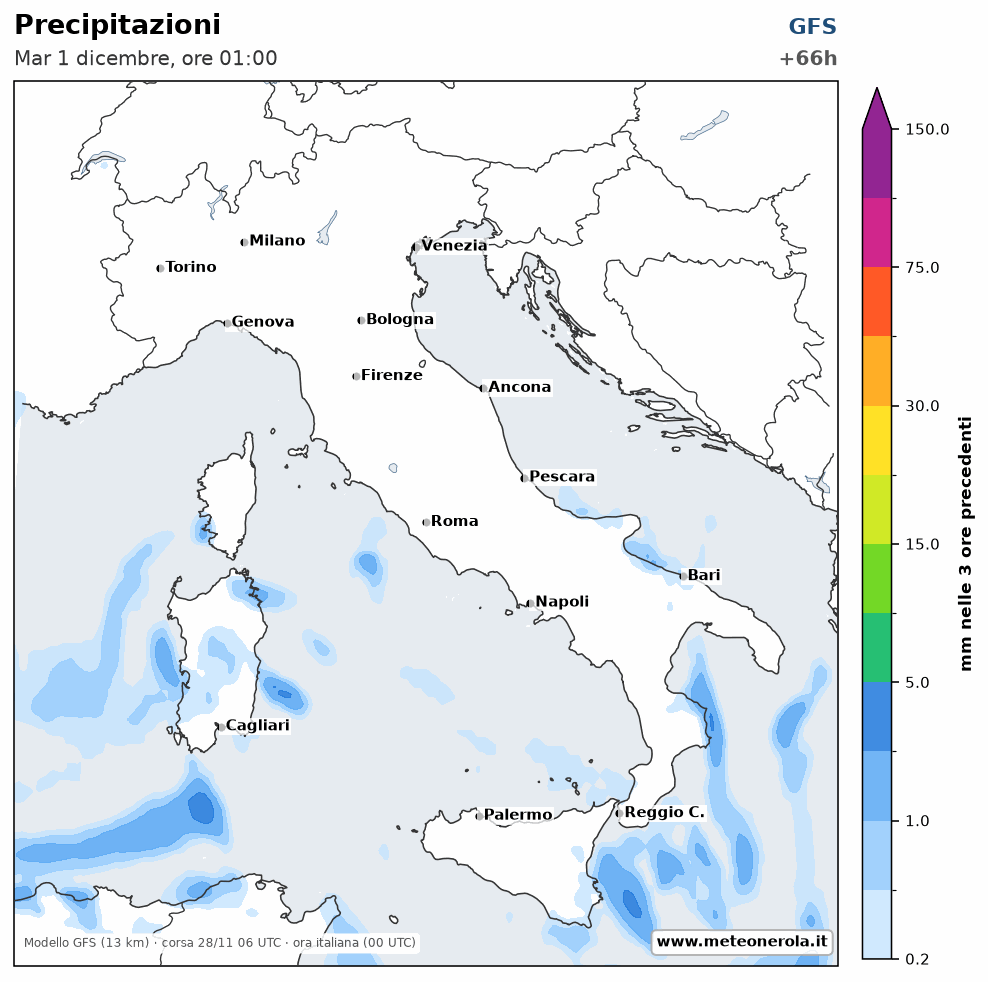 Precipitazioni
GFS
Mar 1 dicembre, ore 01:00
+66h
150.0
75.0
30.0
15.0
5.0
1.0
0.2
mm nelle 3 ore precedenti
Milano
Venezia
Torino
Genova
Bologna
Firenze
Ancona
Pescara
Roma
Bari
Napoli
Cagliari
Palermo
Reggio C.
Modello GFS (13 km) · corsa 28/11 06 UTC · ora italiana (00 UTC)
www.meteonerola.it